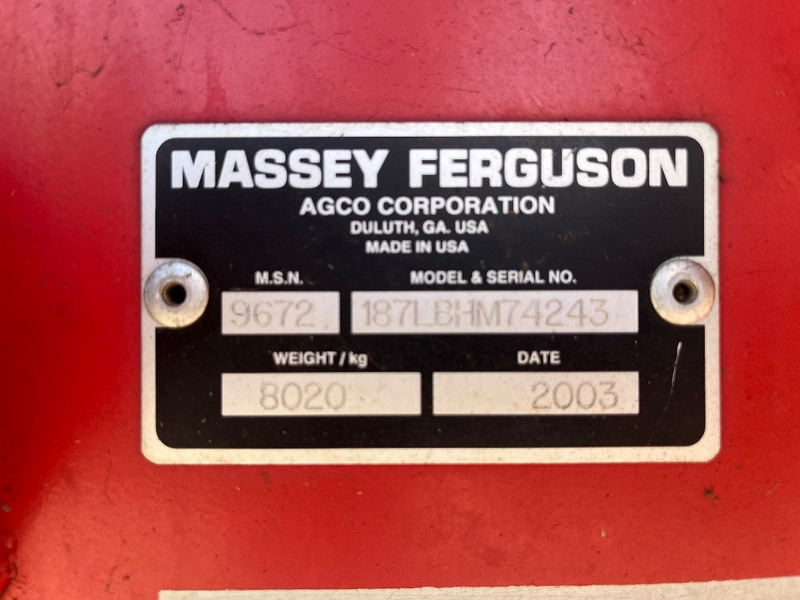 MASSEY FERGUSON
AGCO CORPORATION
DULUTH, GA. USA
MADE IN USA
M.S.N. MODEL & SERIAL NO.
9672 187LBHM74243
WEIGHT/kg DATE
8020 2003